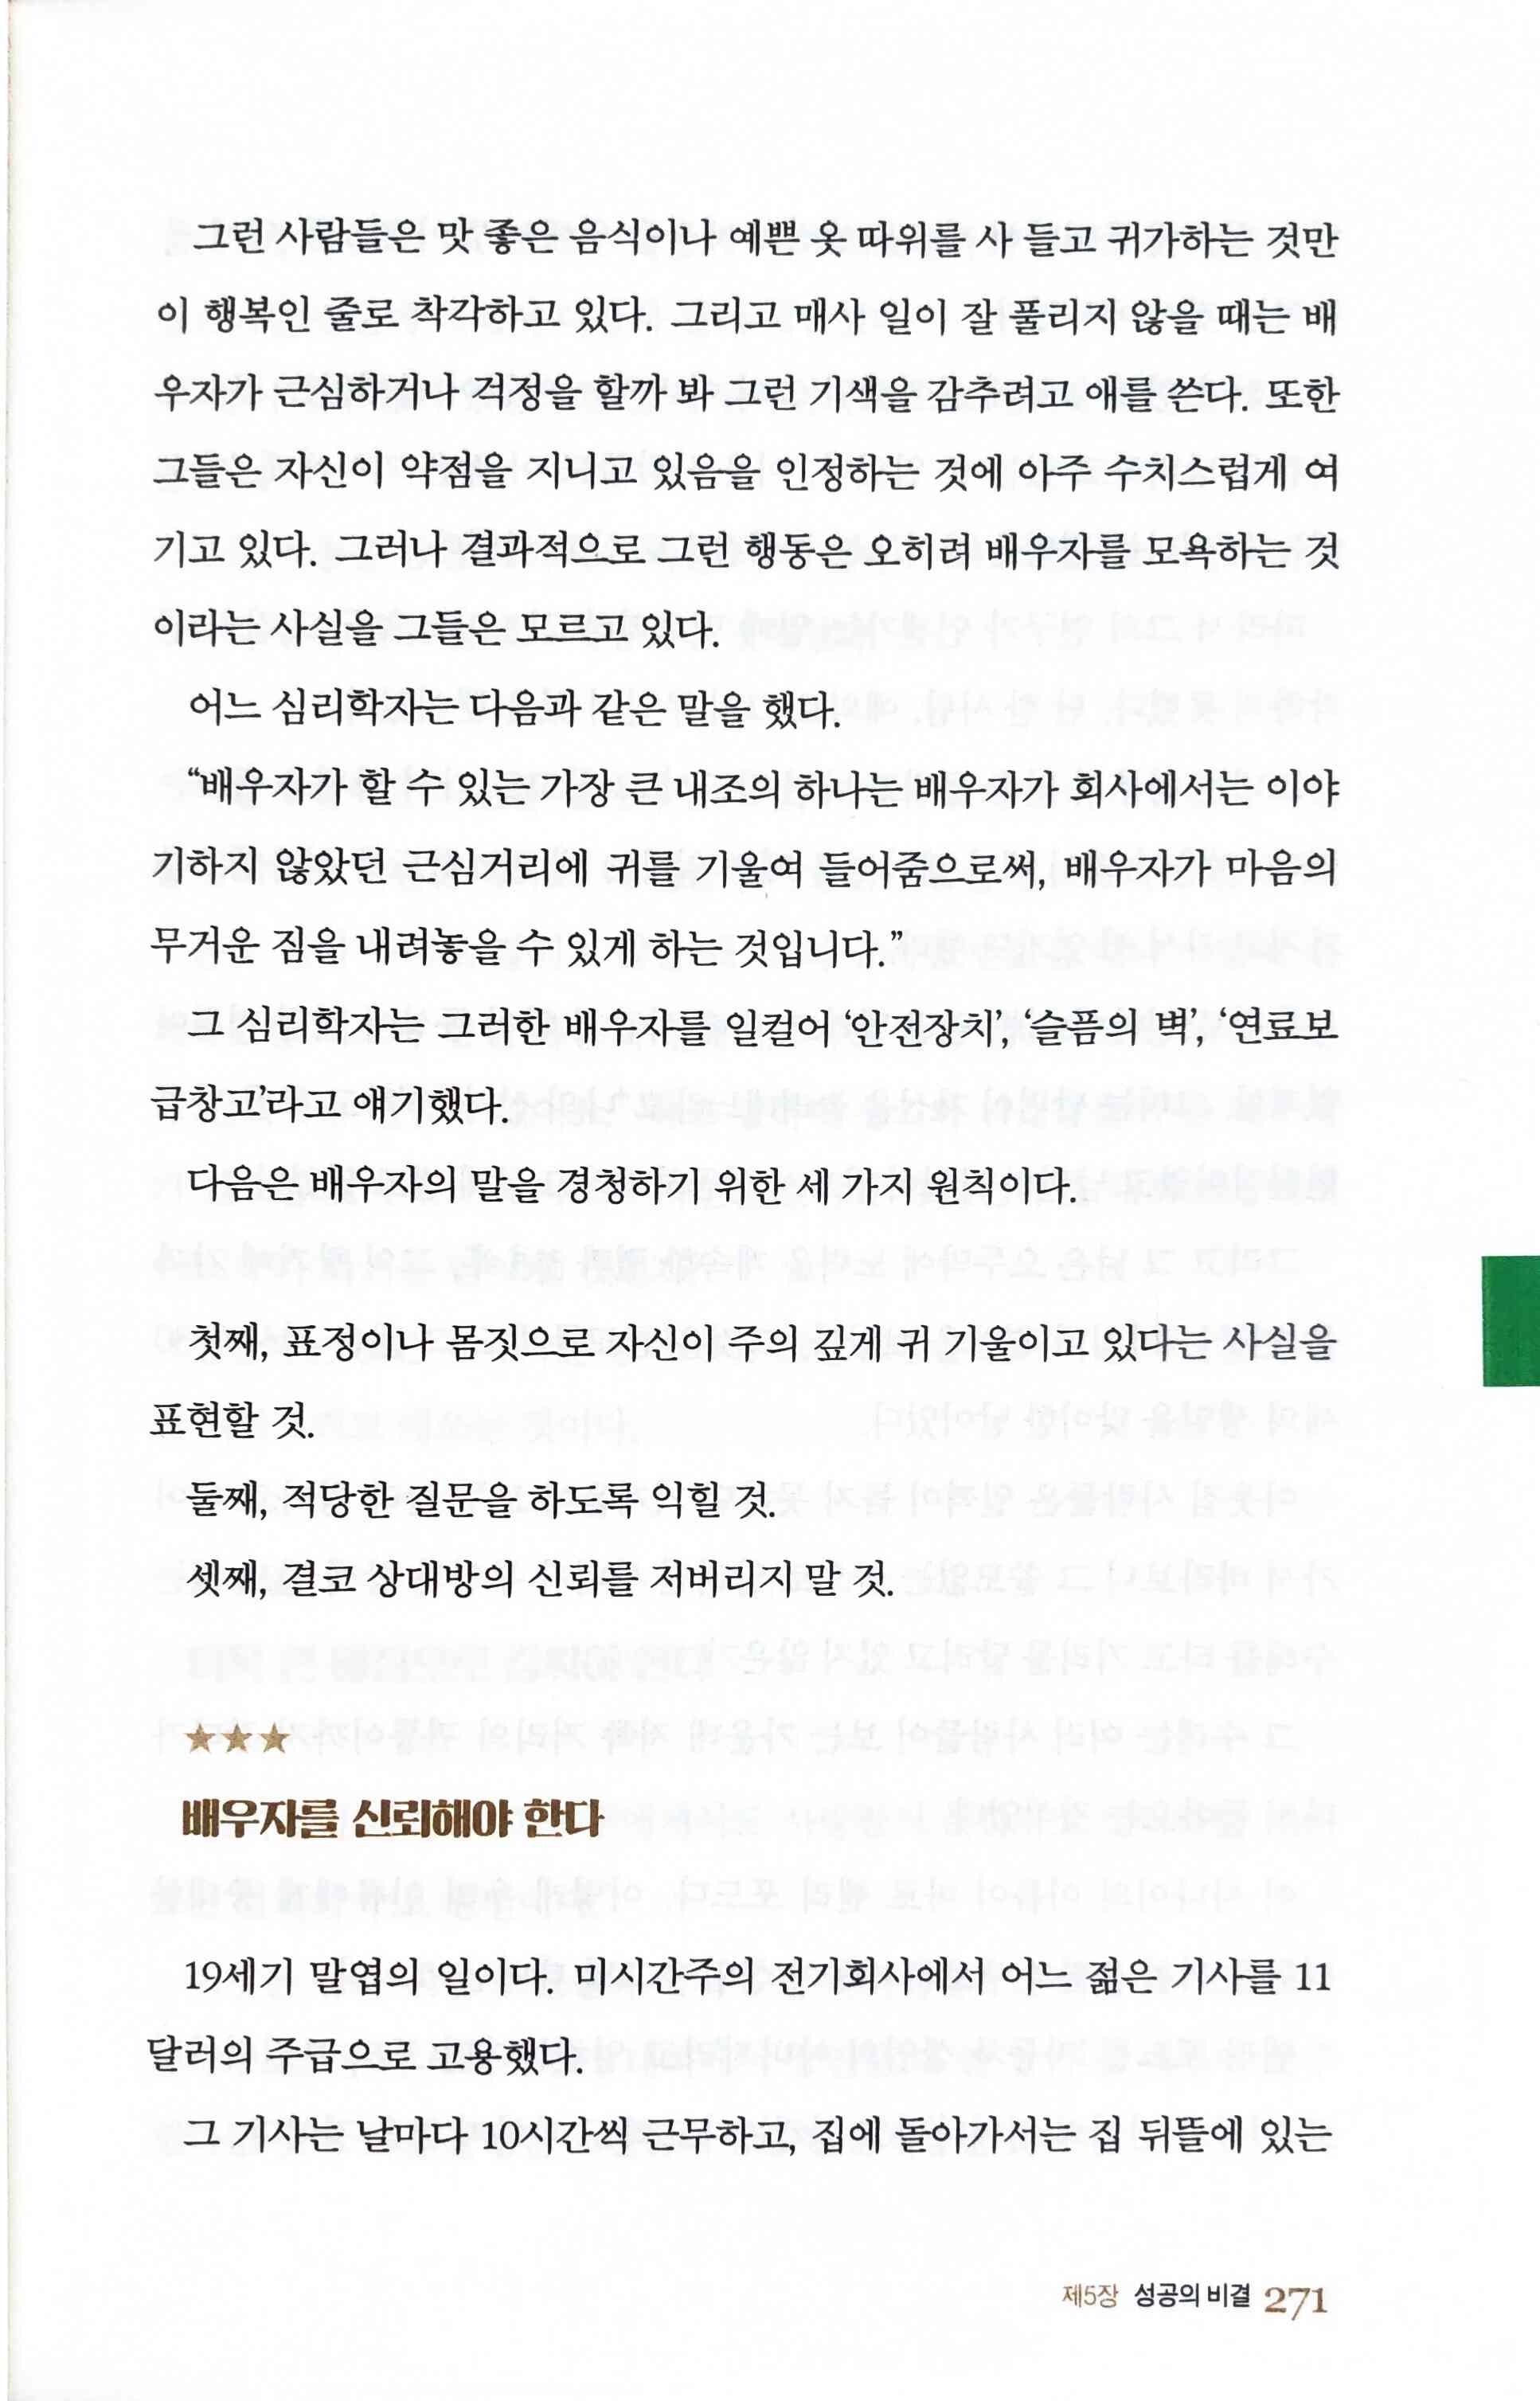 그런 사람들은 맛 좋은 음식이나 예쁜 옷 따위를 사 들고 귀가하는 것만
이 행복인 줄로 착각하고 있다. 그리고 매사 일이 잘 풀리지 않을 때는 배
우자가 근심하거나 걱정을 할까 봐 그런 기색을 감추려고 애를 쓴다. 또한
그들은 자신이 약점을 지니고 있음을 인정하는 것에 아주 수치스럽게 여
기고 있다. 그러나 결과적으로 그런 행동은 오히려 배우자를 모욕하는 것
이라는 사실을 그들은 모르고 있다.
어느 심리학자는 다음과 같은 말을 했다.
“배우자가 할 수 있는 가장 큰 내조의 하나는 배우자가 회사에서는 이야
기하지 않았던 근심거리에 귀를 기울여 들어줌으로써, 배우자가 마음의
무거운 짐을 내려놓을 수 있게 하는 것입니다.”
그 심리학자는 그러한 배우자를 일컬어 ‘안전장치’, ‘슬픔의 벽’, ‘연료보
급창고’라고 얘기했다.
다음은 배우자의 말을 경청하기 위한 세 가지 원칙이다.
첫째, 표정이나 몸짓으로 자신이 주의 깊게 귀 기울이고 있다는 사실을
표현할 것.
둘째, 적당한 질문을 하도록 익힐 것.
셋째, 결코 상대방의 신뢰를 저버리지 말 것.
★★★
배우자를 신뢰해야 한다
19세기 말엽의 일이다. 미시간주의 전기회사에서 어느 젊은 기사를 11
달러의 주급으로 고용했다.
그 기사는 날마다 10시간씩 근무하고, 집에 돌아가서는 집 뒤뜰에 있는
제5장 성공의 비결 271